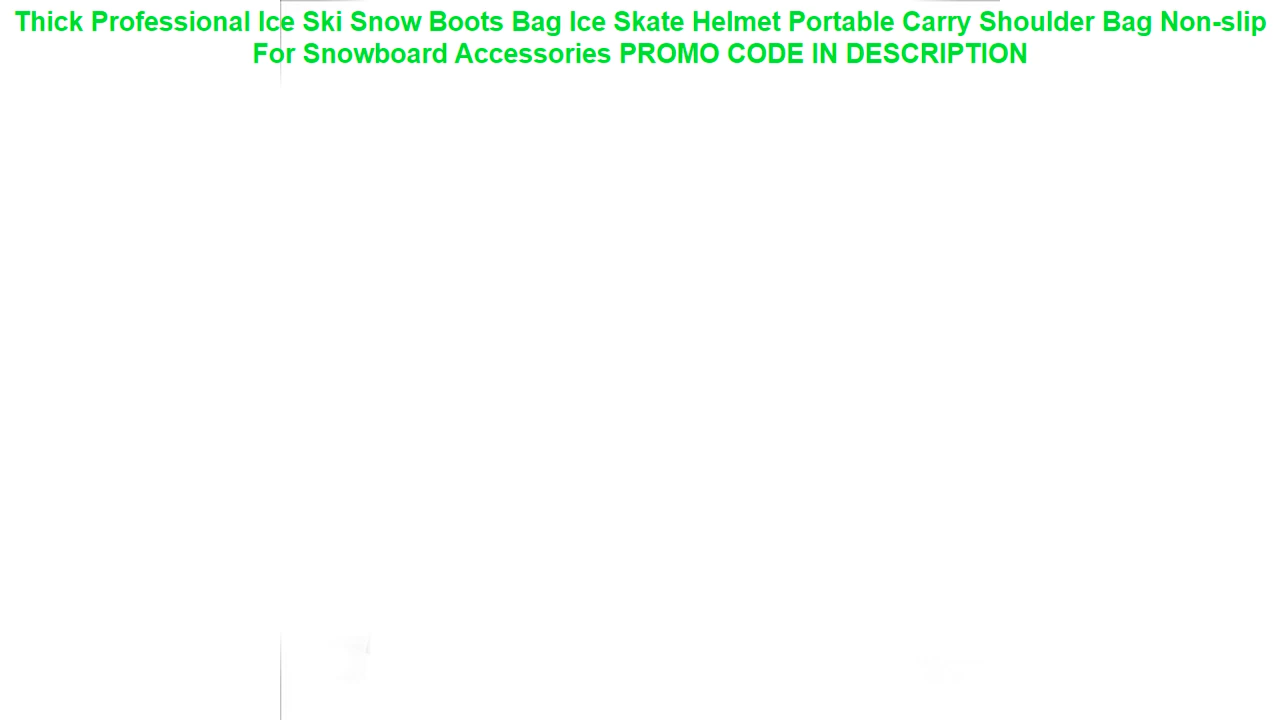 Thick Professional Ice Ski Snow Boots Bag Ice Skate Helmet Portable Carry Shoulder Bag Non-slip
For Snowboard Accessories PROMO CODE IN DESCRIPTION